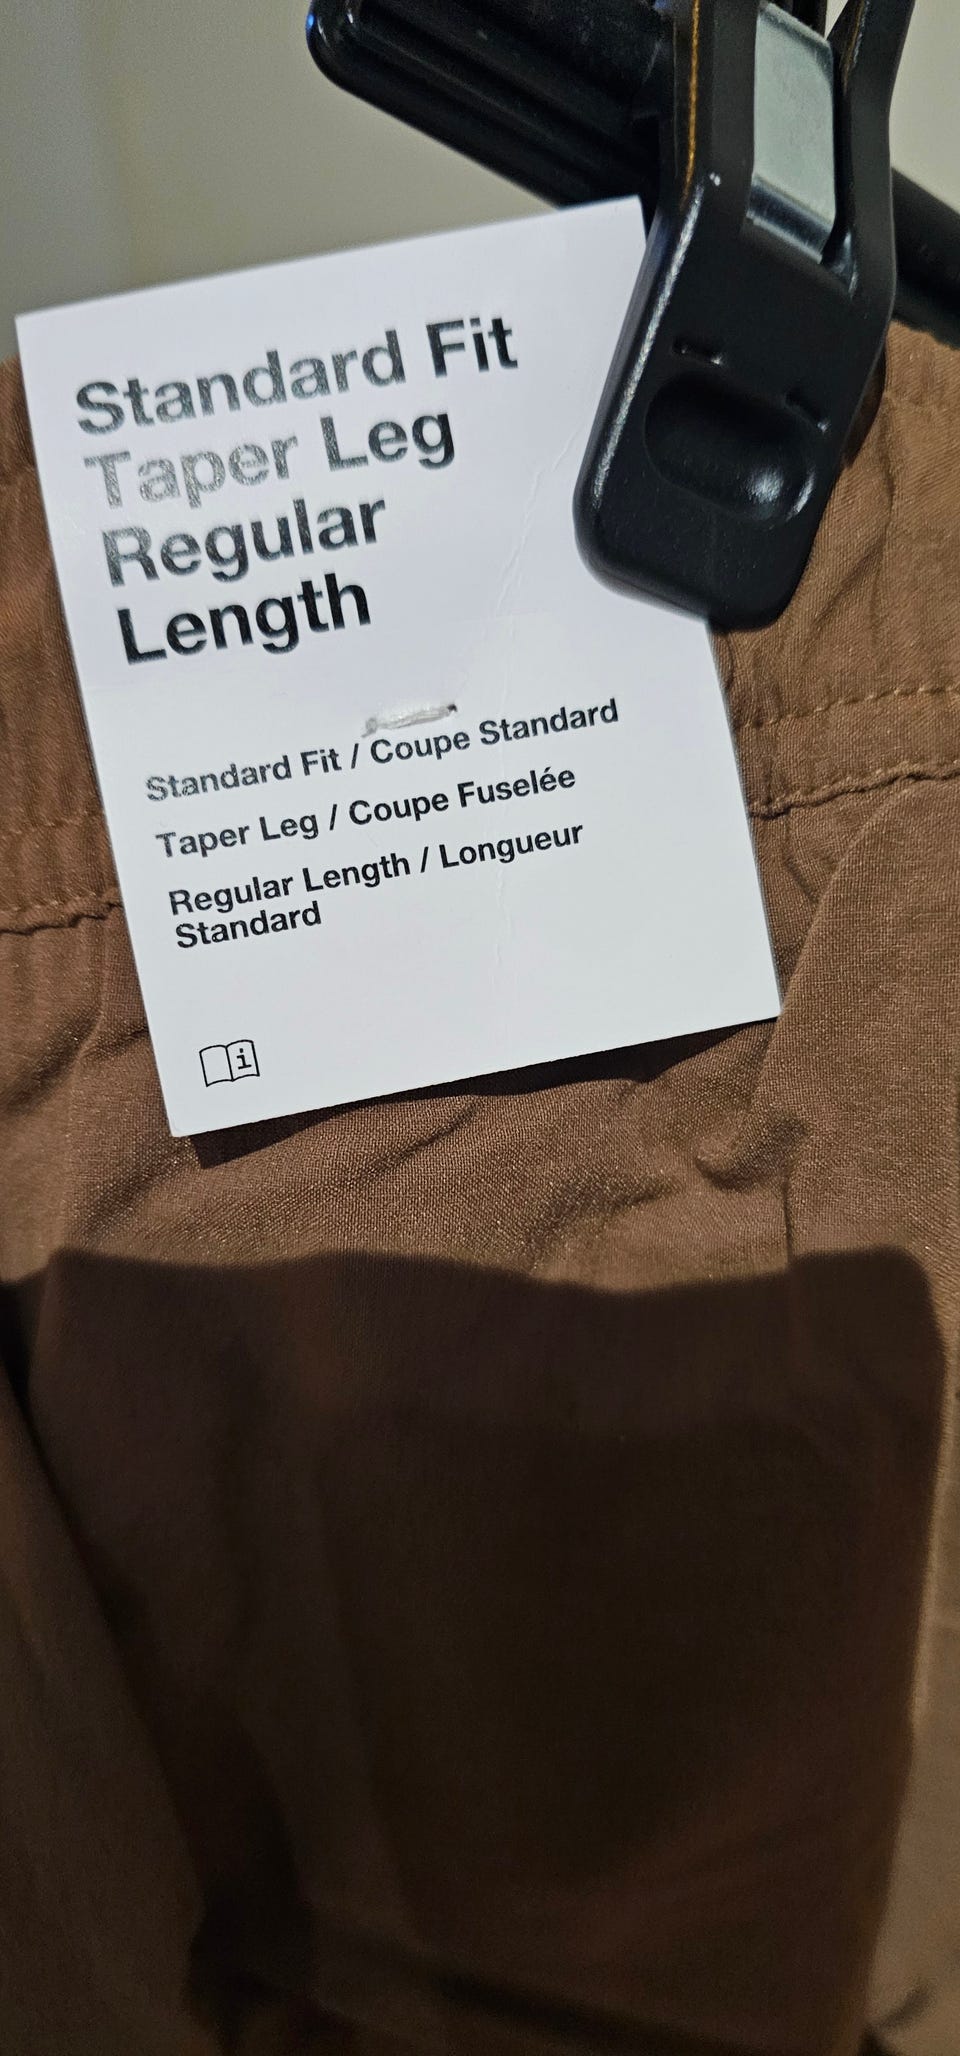 Standard Fit
Taper Leg
Regular
Length
Standard Fit / Coupe Standard
Taper Leg / Coupe Fuselée
Regular Length / Longueur
Standard
i